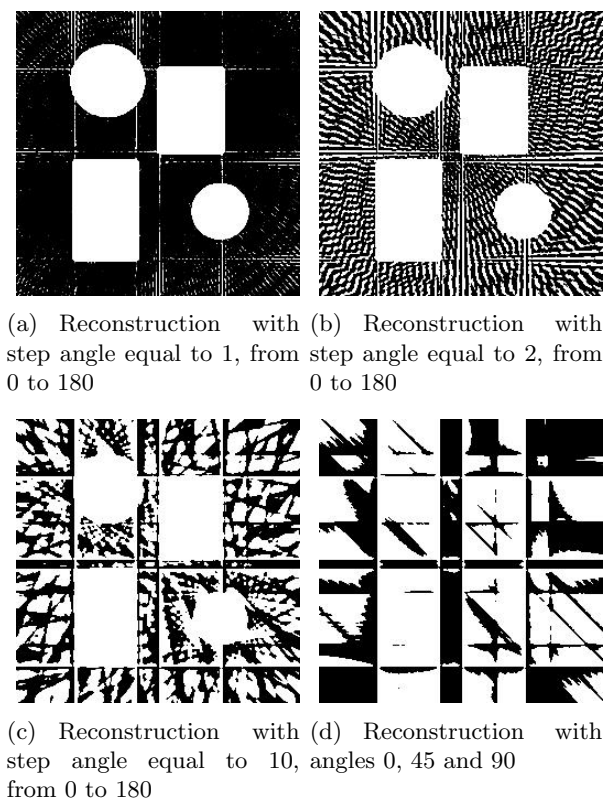 (a) Reconstruction with
step angle equal to 1, from
0 to 180
(b) Reconstruction with
step angle equal to 2, from
0 to 180
(c) Reconstruction with
step angle equal to 10,
from 0 to 180
(d) Reconstruction with
angles 0, 45 and 90